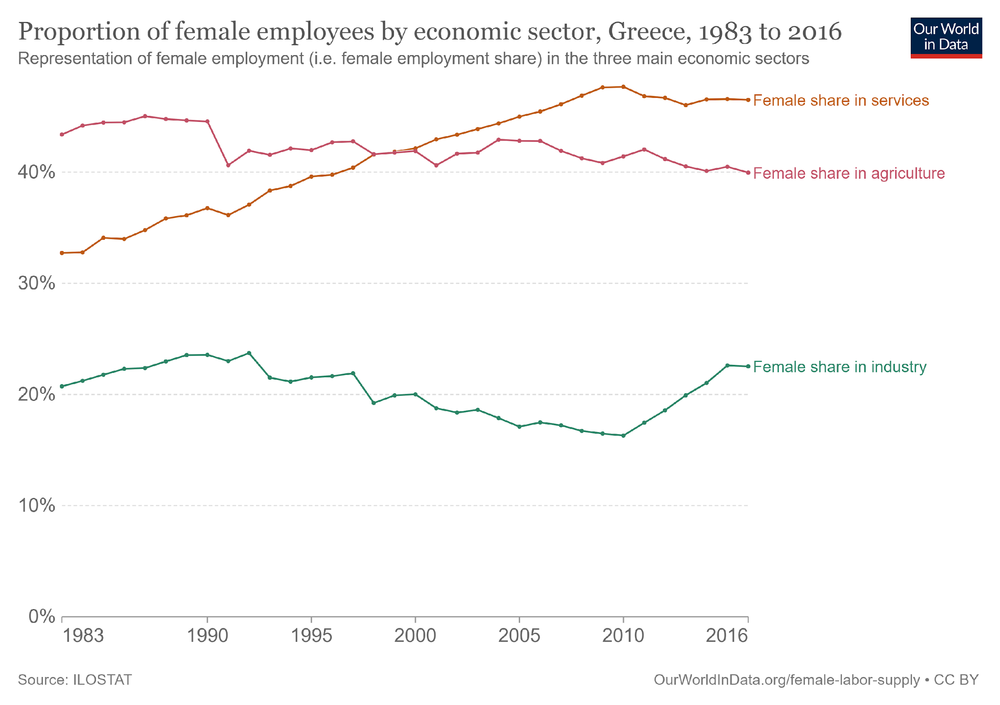 Proportion of female employees by economic sector, Greece, 1983 to 2016
Our World
in Data
Representation of female employment (i.e. female employment share) in the three main economic sectors
Female share in services
40%
Female share in agriculture
30%
Female share in industry
20%
10%
0%
1983 1990 1995 2000 2005 2010 2016
Source: ILOSTAT
OurWorldInData.org/female-labor-supply • CC BY